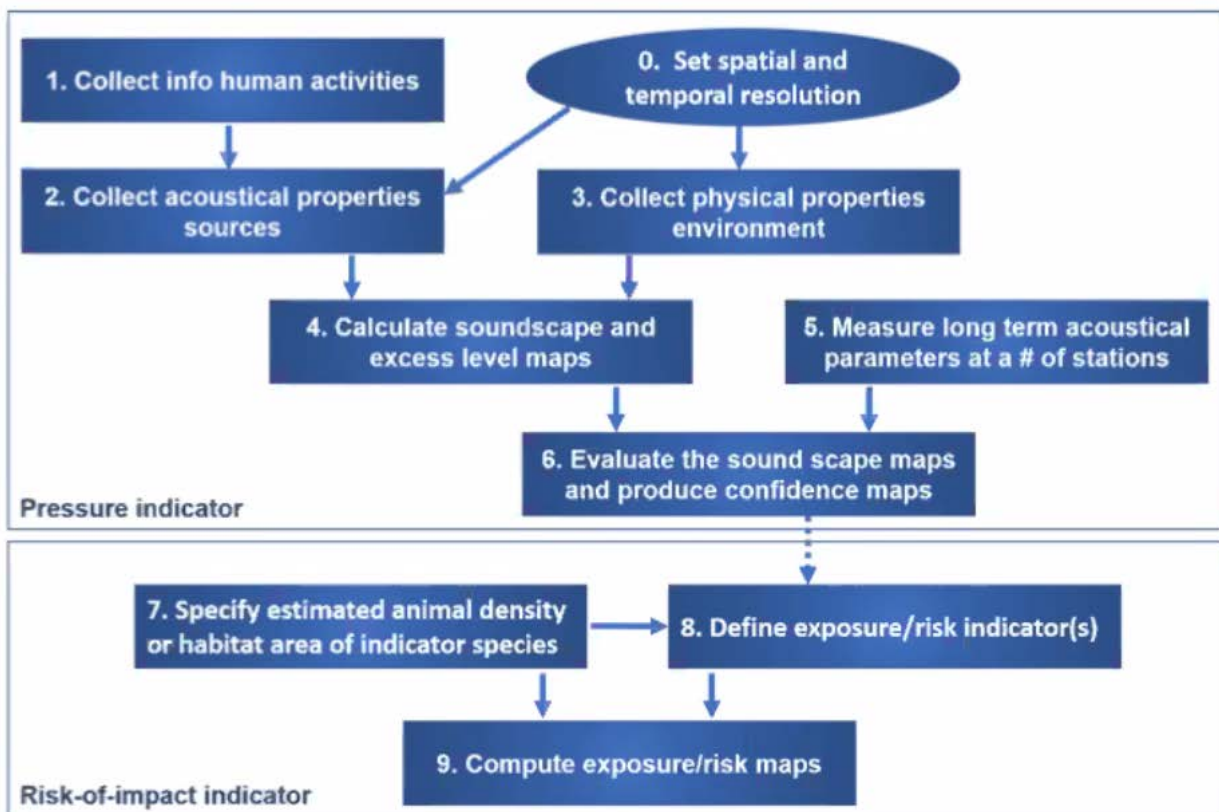 1. Collect info human activities
0. Set spatial and
temporal resolution
2. Collect acoustical properties
sources
3. Collect physical properties
environment
4. Calculate soundscape and
excess level maps
5. Measure long term acoustical
parameters at a # of stations
6. Evaluate the sound scape maps
and produce confidence maps
Pressure indicator
7. Specify estimated animal density
or habitat area of indicator species
8. Define exposure/risk indicator(s)
9. Compute exposure/risk maps
Risk-of-impact indicator